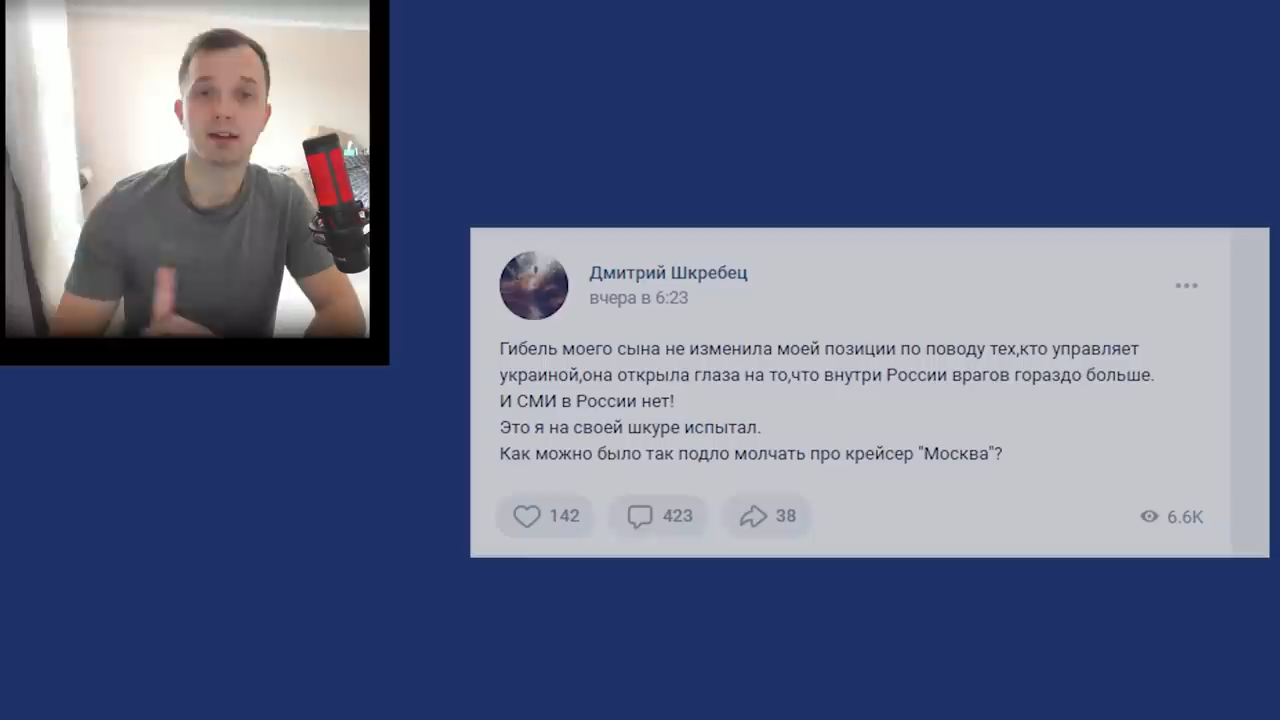 Дмитрий Шкребец
вчера в 6:23
Гибель моего сына не изменила моей позиции по поводу тех,кто управляет
украиной,она открыла глаза на то,что внутри России врагов гораздо больше.
И СМИ в России нет!
Это я на своей шкуре испытал.
Как можно было так подло молчать про крейсер "Москва"?
142 423 38 6.6K